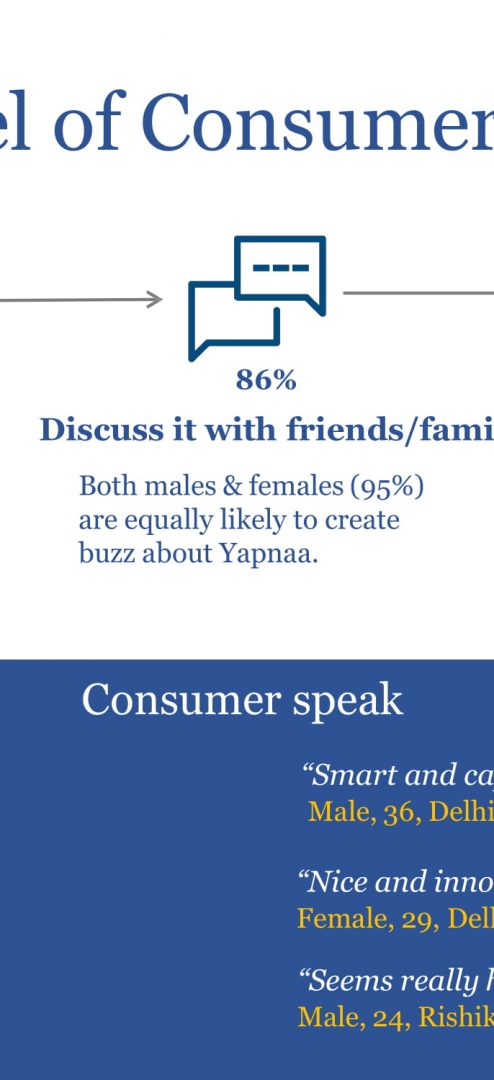 el of Consumer
86%
Discuss it with friends/fami
Both males & females (95%)
are equally likely to create
buzz about Yapnaa.
Consumer speak
“Smart and ca
Male, 36, Delhi
“Nice and inno
Female, 29, Del
“Seems really h
Male, 24, Rishik